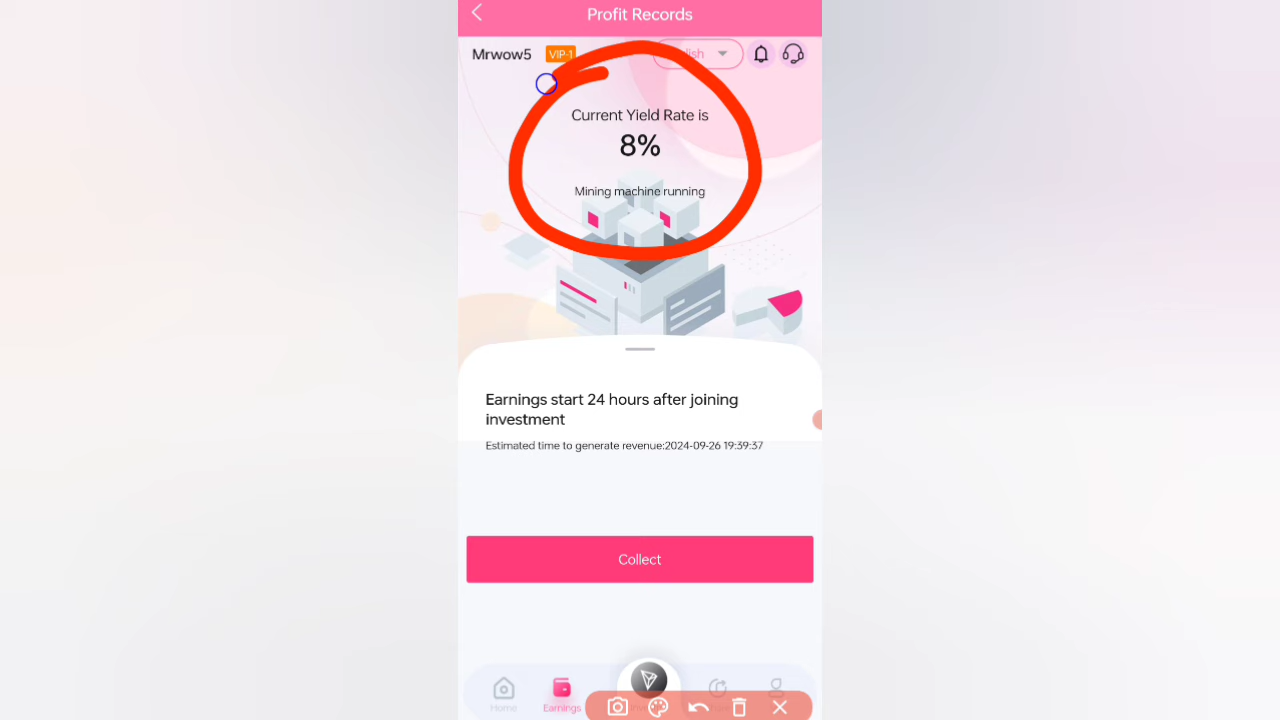 Profit Records
Mrwow5 VIP-1
Current Yield Rate is
8%
Mining machine running
Earnings start 24 hours after joining
investment
Estimated time to generate revenue:2024-09-26 19:39:37
Collect
Home Earnings